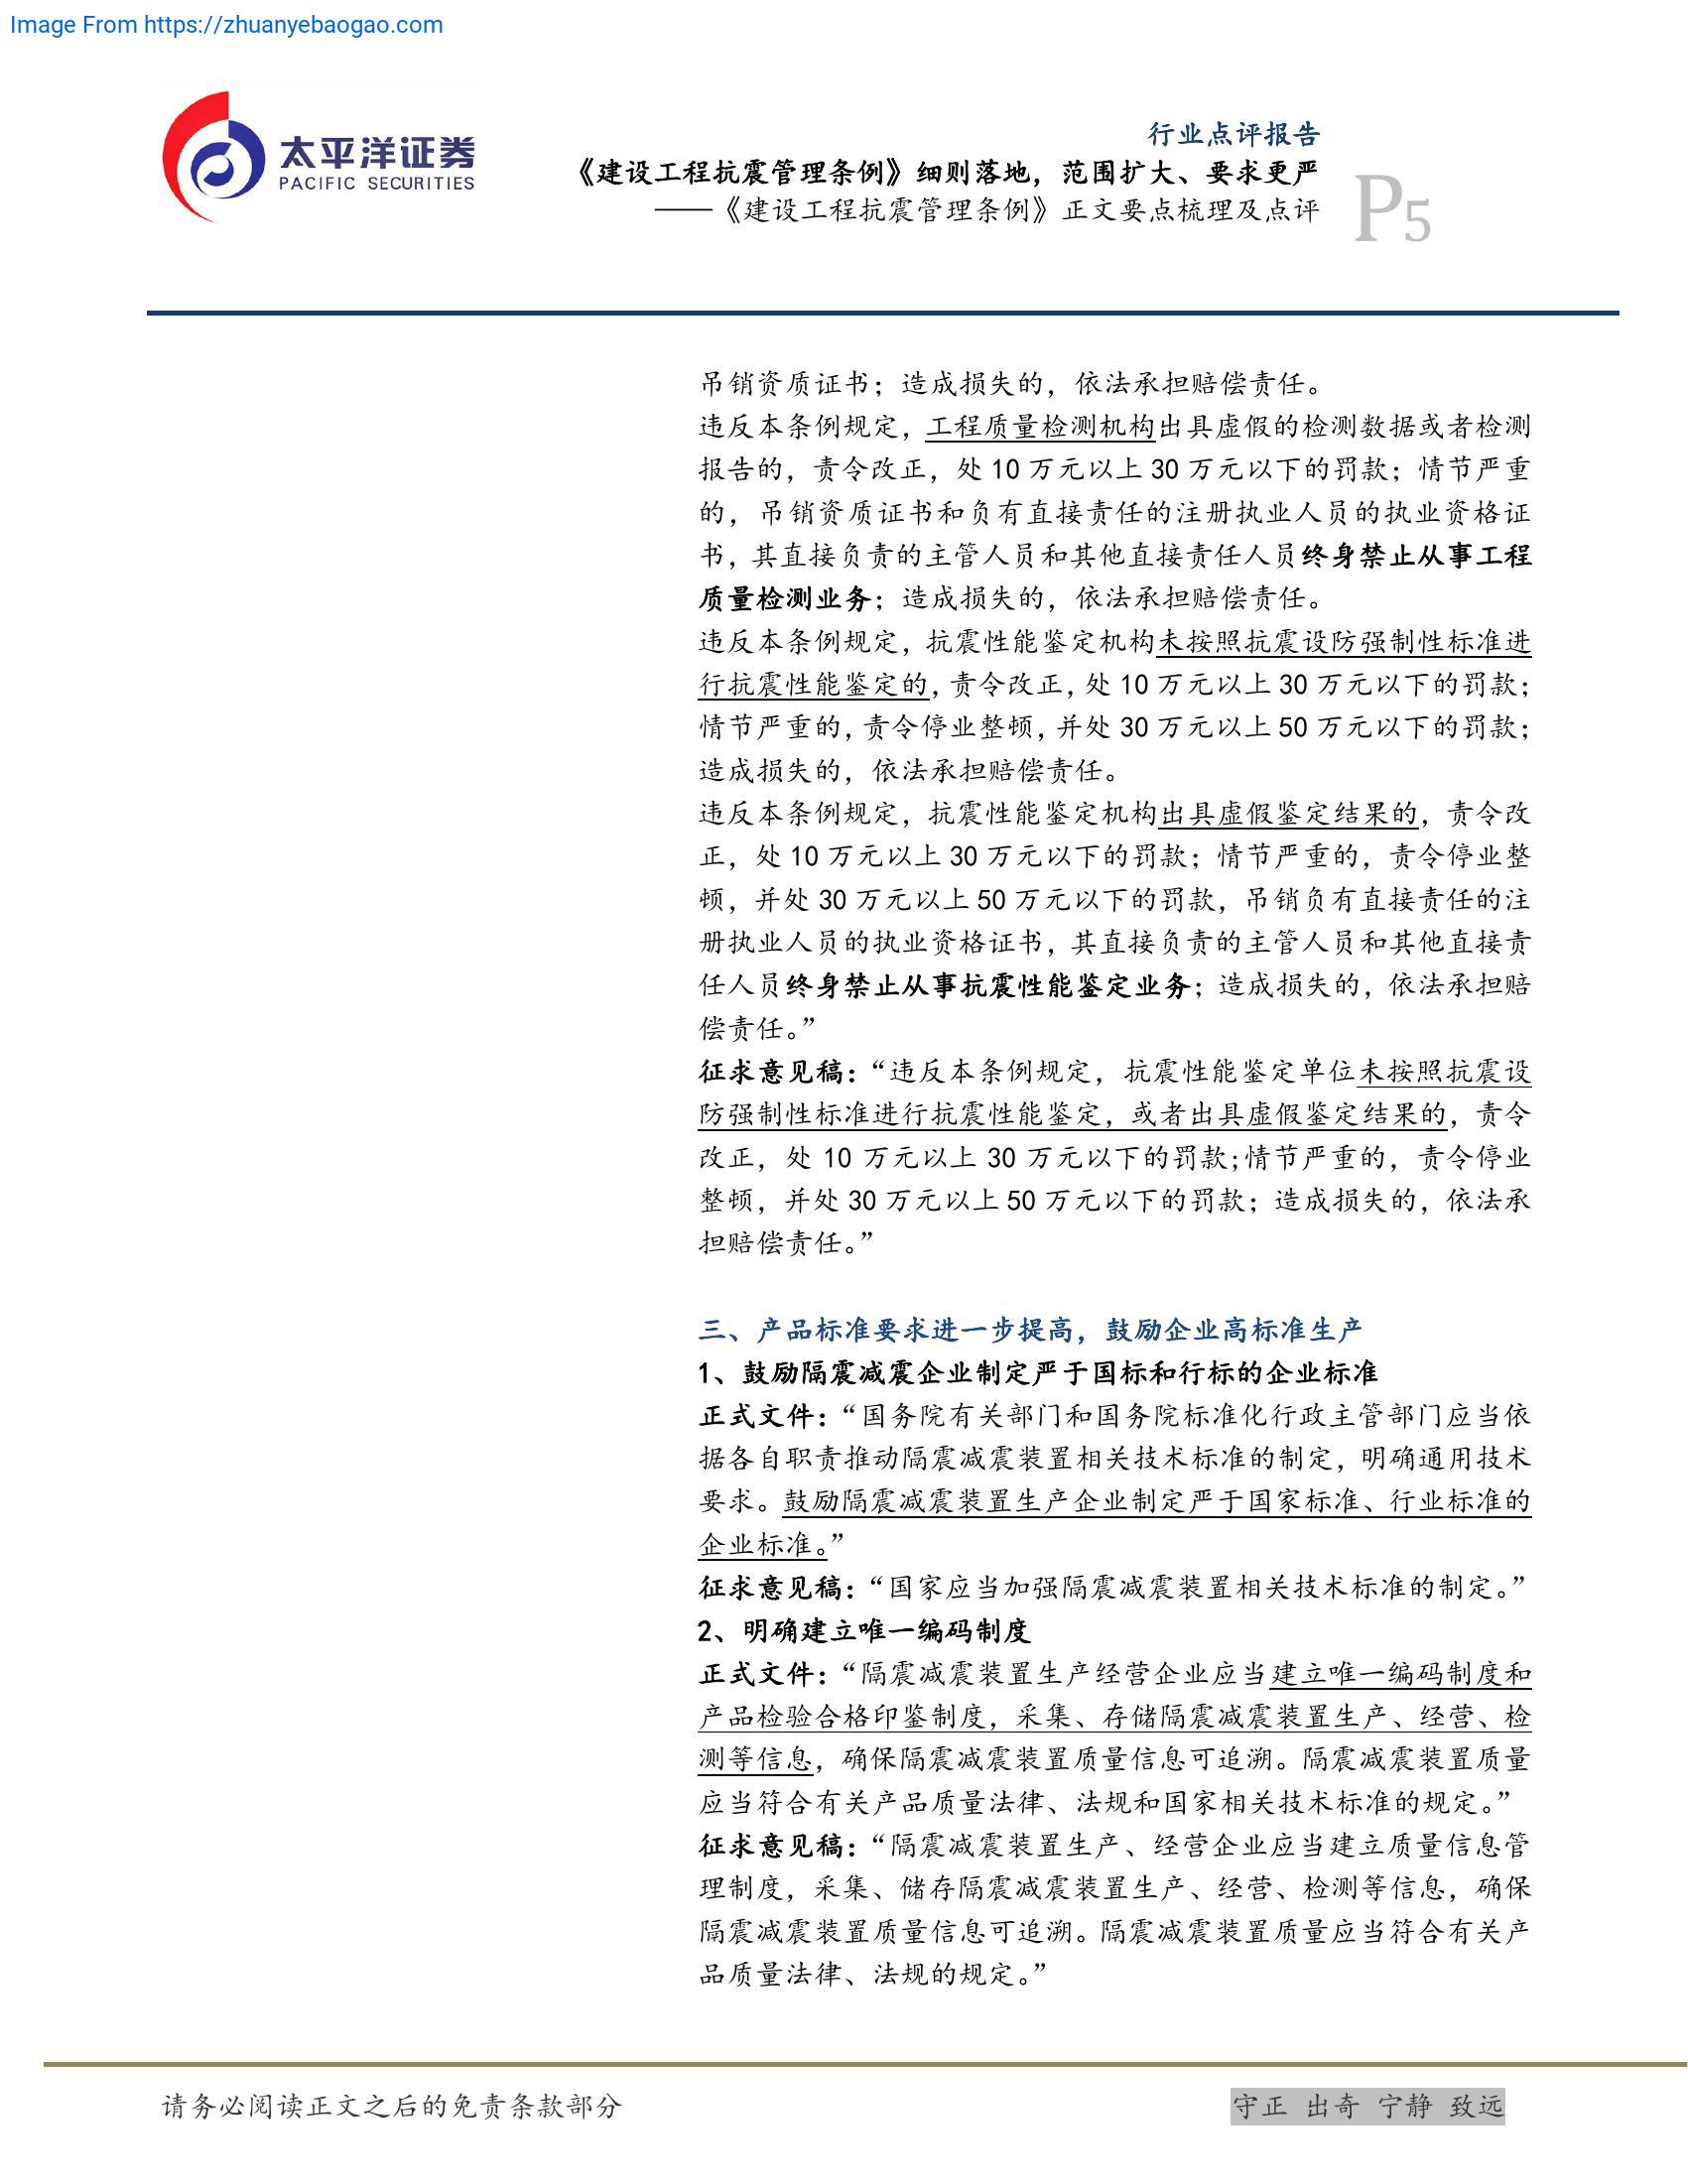 Image From https://zhuanyebaogao.com
太平洋证券
PACIFIC SECURITIES
行业点评报告
《建设工程抗震管理条例》细则落地，范围扩大、要求更严
——《建设工程抗震管理条例》正文要点梳理及点评
P5
吊销资质证书；造成损失的，依法承担赔偿责任。
违反本条例规定，工程质量检测机构出具虚假的检测数据或者检测
报告的，责令改正，处 10 万元以上 30 万元以下的罚款；情节严重
的，吊销资质证书和负有直接责任的注册执业人员的执业资格证
书，其直接负责的主管人员和其他直接责任人员终身禁止从事工程
质量检测业务；造成损失的，依法承担赔偿责任。
违反本条例规定，抗震性能鉴定机构未按照抗震设防强制性标准进
行抗震性能鉴定的，责令改正，处 10 万元以上 30 万元以下的罚款；
情节严重的，责令停业整顿，并处 30 万元以上 50 万元以下的罚款；
造成损失的，依法承担赔偿责任。
违反本条例规定，抗震性能鉴定机构出具虚假鉴定结果的，责令改
正，处 10 万元以上 30 万元以下的罚款；情节严重的，责令停业整
顿，并处 30 万元以上 50 万元以下的罚款，吊销负有直接责任的注
册执业人员的执业资格证书，其直接负责的主管人员和其他直接责
任人员终身禁止从事抗震性能鉴定业务；造成损失的，依法承担赔
偿责任。”
征求意见稿：“违反本条例规定，抗震性能鉴定单位未按照抗震设
防强制性标准进行抗震性能鉴定，或者出具虚假鉴定结果的，责令
改正，处 10 万元以上 30 万元以下的罚款;情节严重的，责令停业
整顿，并处 30 万元以上 50 万元以下的罚款；造成损失的，依法承
担赔偿责任。”
三、产品标准要求进一步提高，鼓励企业高标准生产
1、鼓励隔震减震企业制定严于国标和行标的企业标准
正式文件：“国务院有关部门和国务院标准化行政主管部门应当依
据各自职责推动隔震减震装置相关技术标准的制定，明确通用技术
要求。鼓励隔震减震装置生产企业制定严于国家标准、行业标准的
企业标准。”
征求意见稿：“国家应当加强隔震减震装置相关技术标准的制定。”
2、明确建立唯一编码制度
正式文件：“隔震减震装置生产经营企业应当建立唯一编码制度和
产品检验合格印鉴制度，采集、存储隔震减震装置生产、经营、检
测等信息，确保隔震减震装置质量信息可追溯。隔震减震装置质量
应当符合有关产品质量法律、法规和国家相关技术标准的规定。”
征求意见稿：“隔震减震装置生产、经营企业应当建立质量信息管
理制度，采集、储存隔震减震装置生产、经营、检测等信息，确保
隔震减震装置质量信息可追溯。隔震减震装置质量应当符合有关产
品质量法律、法规的规定。”
请务必阅读正文之后的免责条款部分
守正 出奇 宁静 致远